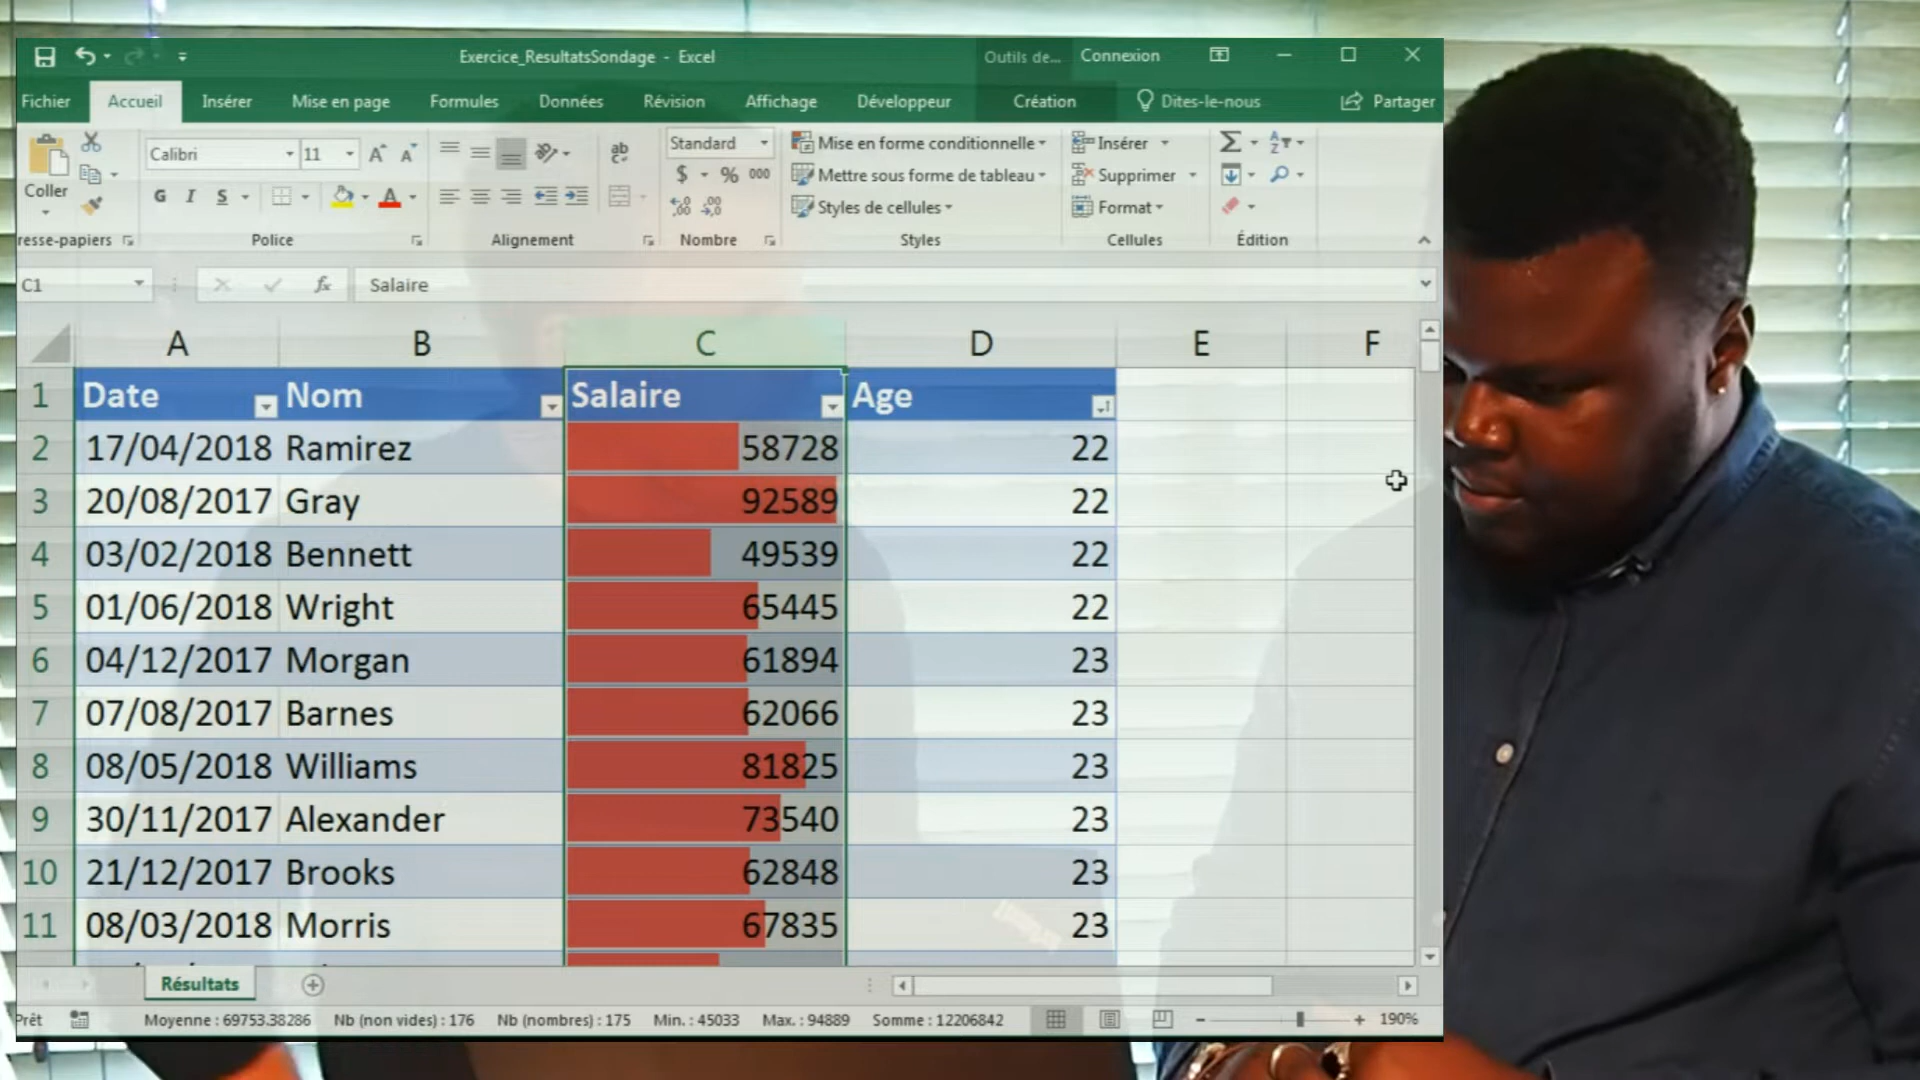 Exercice_ResultatsSondage - Excel
Outils de... Connexion
Fichier Accueil Insérer Mise en page Formules Données Révision Affichage Développeur Création Dites-le-nous Partager
Coller
Calibri 11
G I S
Standard
$ % 000
Mise en forme conditionnelle
Mettre sous forme de tableau
Styles de cellules
Insérer
Supprimer
Format
resse-papiers Police Alignement Nombre Styles Cellules Édition
C1 fx Salaire
A B C D E F
1 Date Nom Salaire Age
2 17/04/2018 Ramirez 58728 22
3 20/08/2017 Gray 92589 22
4 03/02/2018 Bennett 49539 22
5 01/06/2018 Wright 65445 22
6 04/12/2017 Morgan 61894 23
7 07/08/2017 Barnes 62066 23
8 08/05/2018 Williams 81825 23
9 30/11/2017 Alexander 73540 23
10 21/12/2017 Brooks 62848 23
11 08/03/2018 Morris 67835 23
Résultats
Prêt Moyenne : 69753.38286 Nb (non vides) : 176 Nb (nombres) : 175 Min. : 45033 Max. : 94889 Somme : 12206842 190%